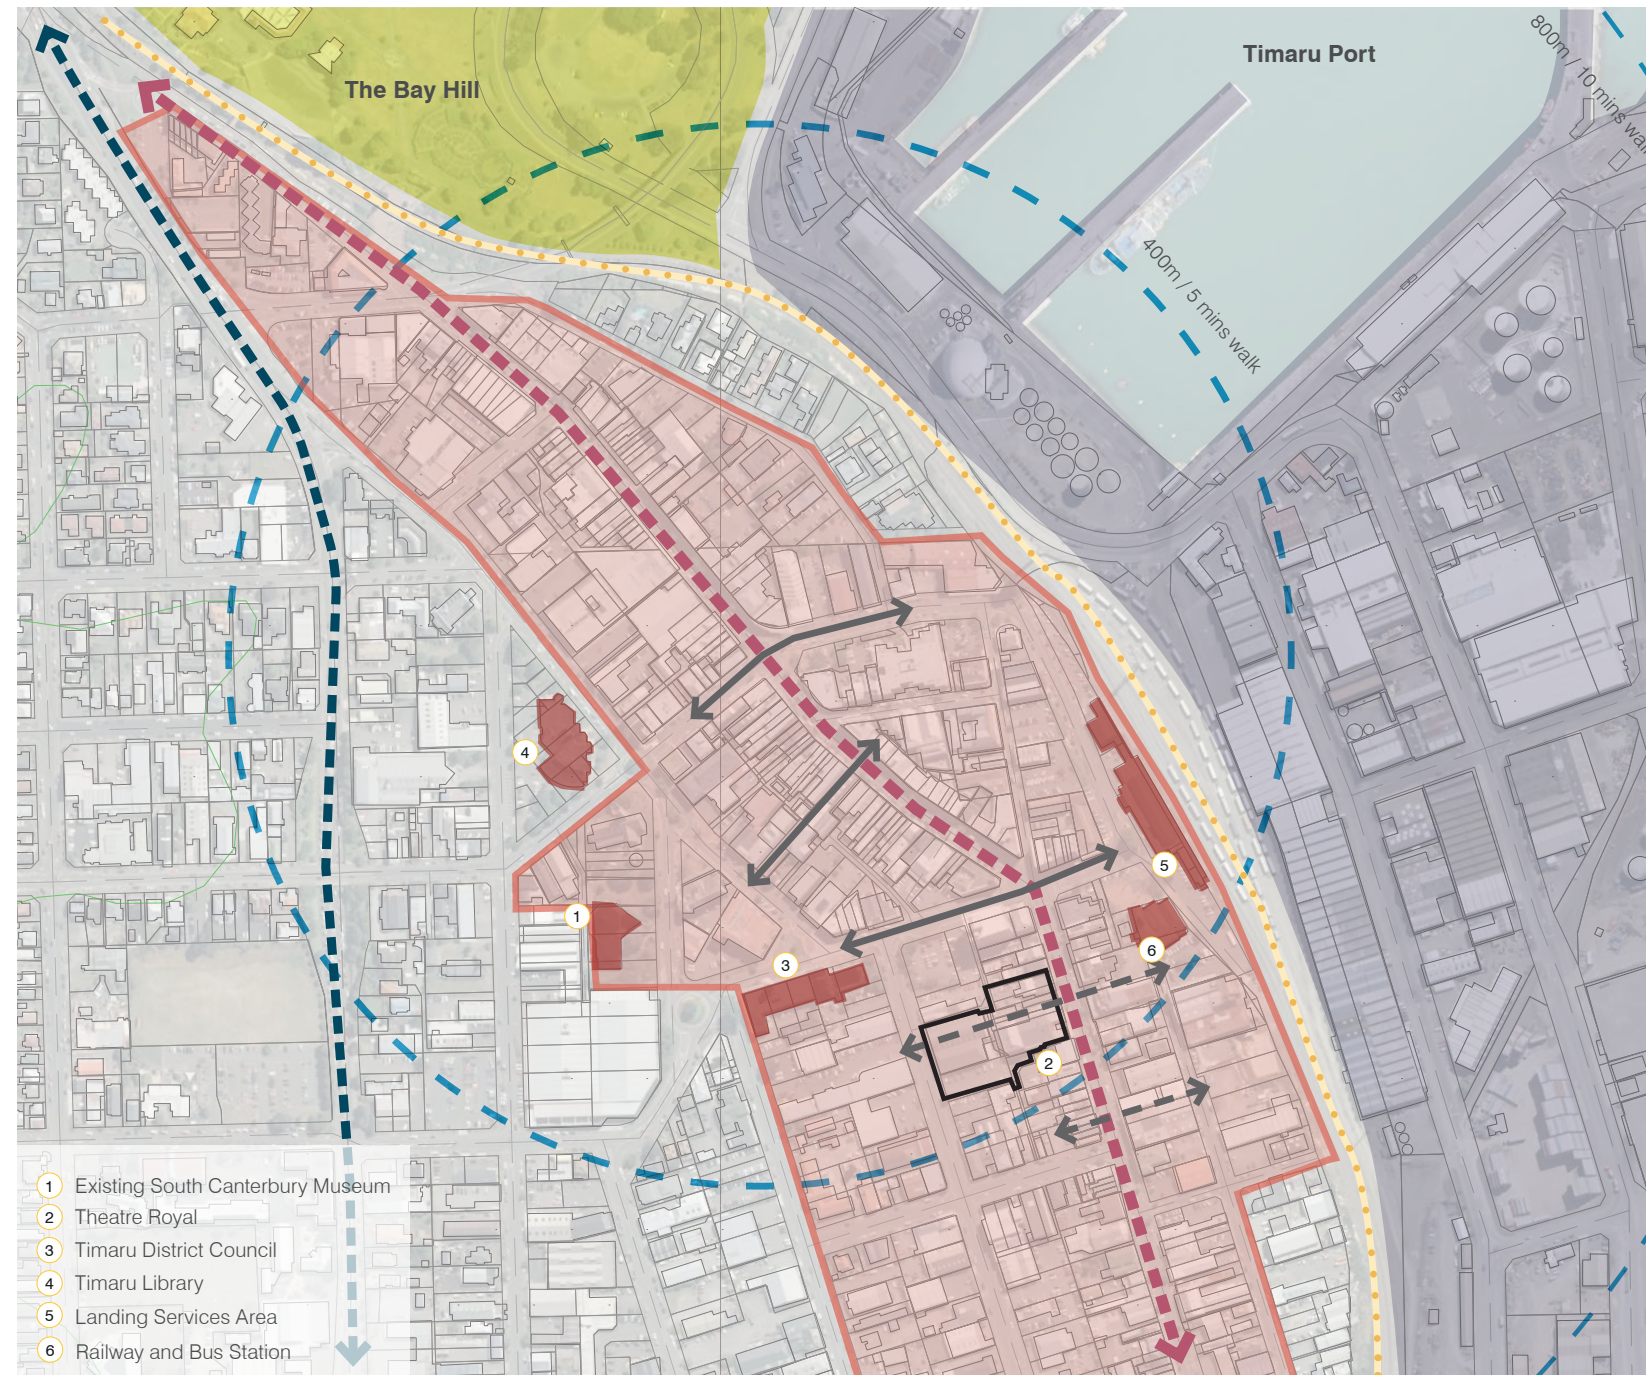 The Bay Hill
Timaru Port
800m / 10 mins walk
400m / 5 mins walk
4
5
1
6
3
2
1 Existing South Canterbury Museum
2 Theatre Royal
3 Timaru District Council
4 Timaru Library
5 Landing Services Area
6 Railway and Bus Station